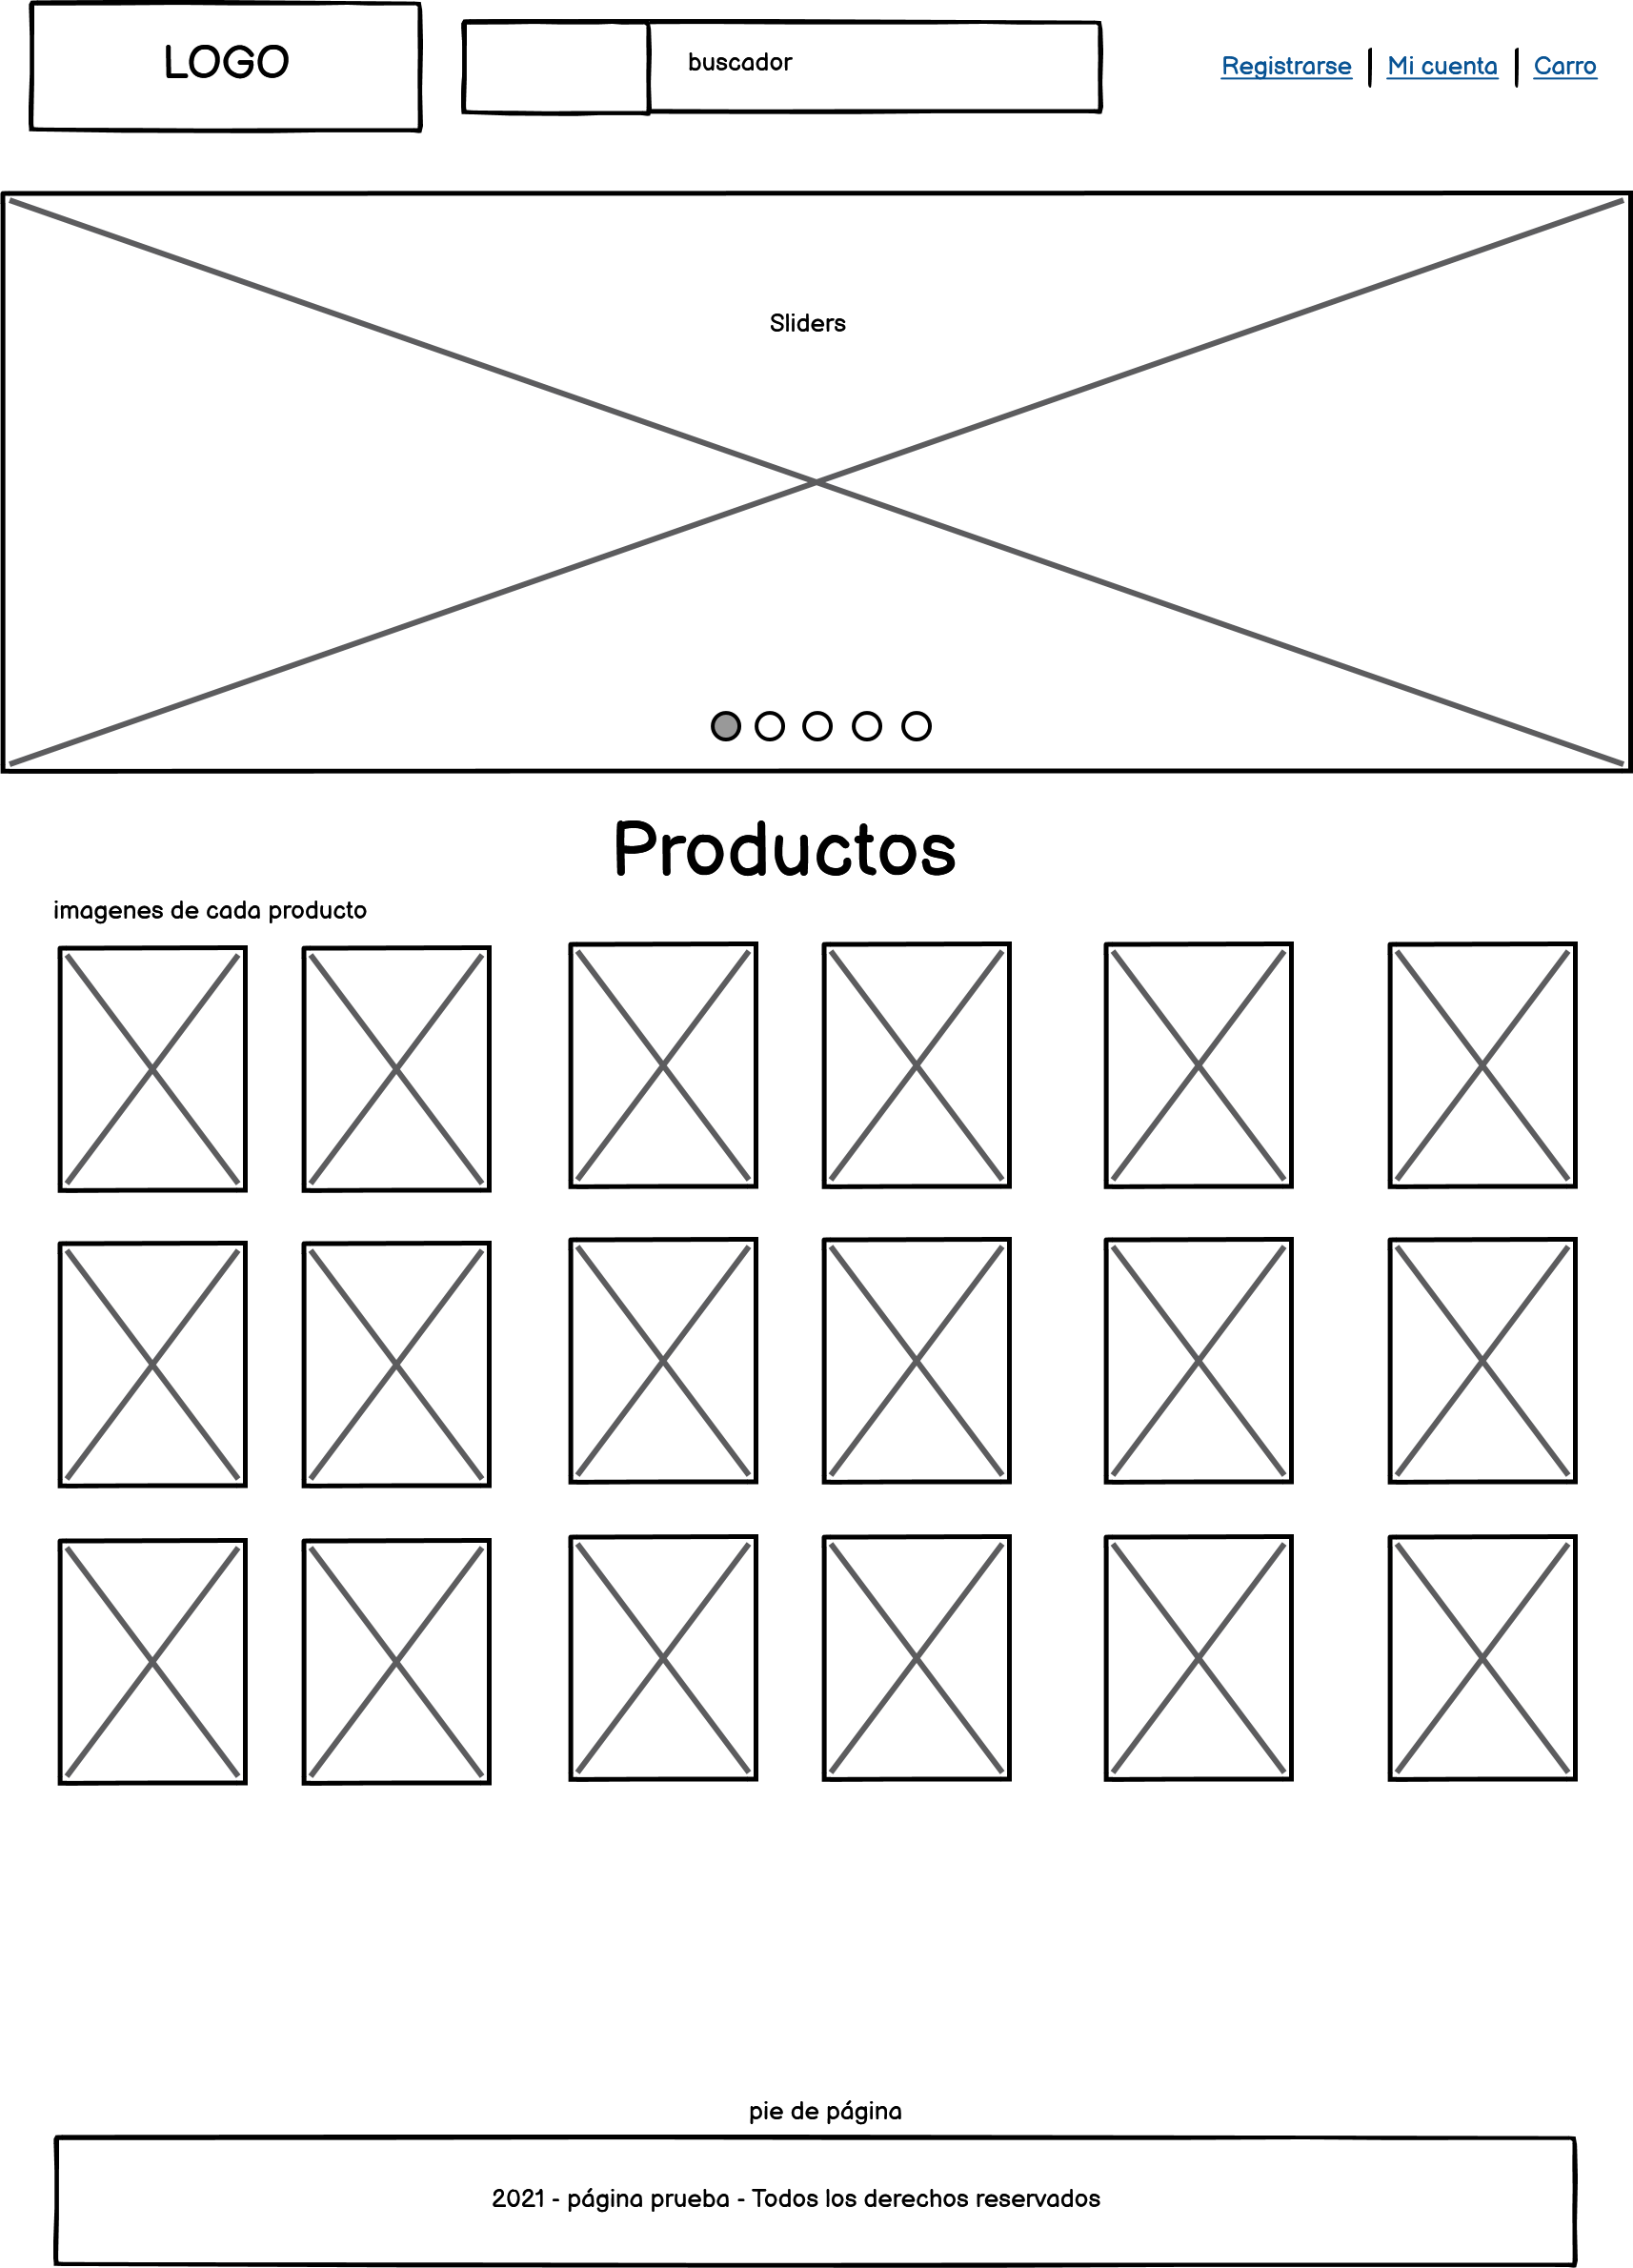 LOGO
buscador
Registrarse | Mi cuenta | Carro
Sliders
Productos
imagenes de cada producto
pie de página
2021 - página prueba - Todos los derechos reservados